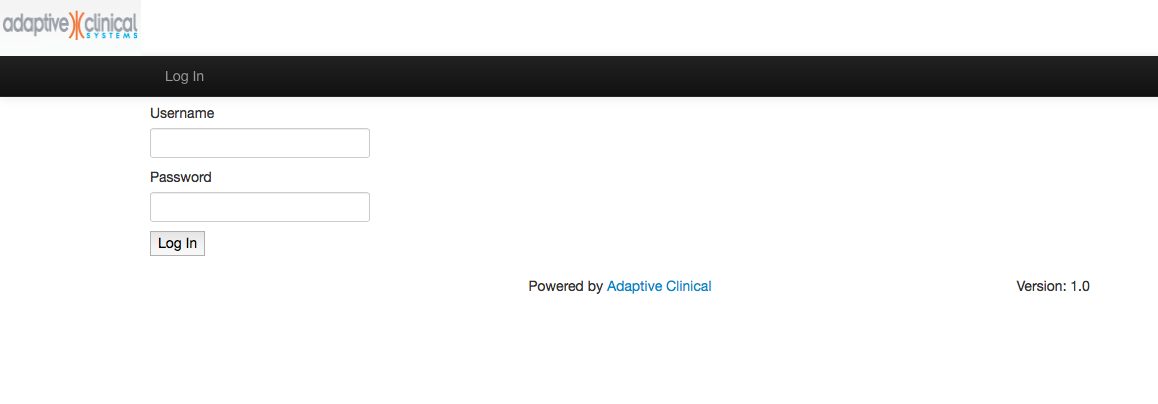 adaptive clinical
SYSTEMS
Log In
Username
Password
Log In
Powered by Adaptive Clinical
Version: 1.0